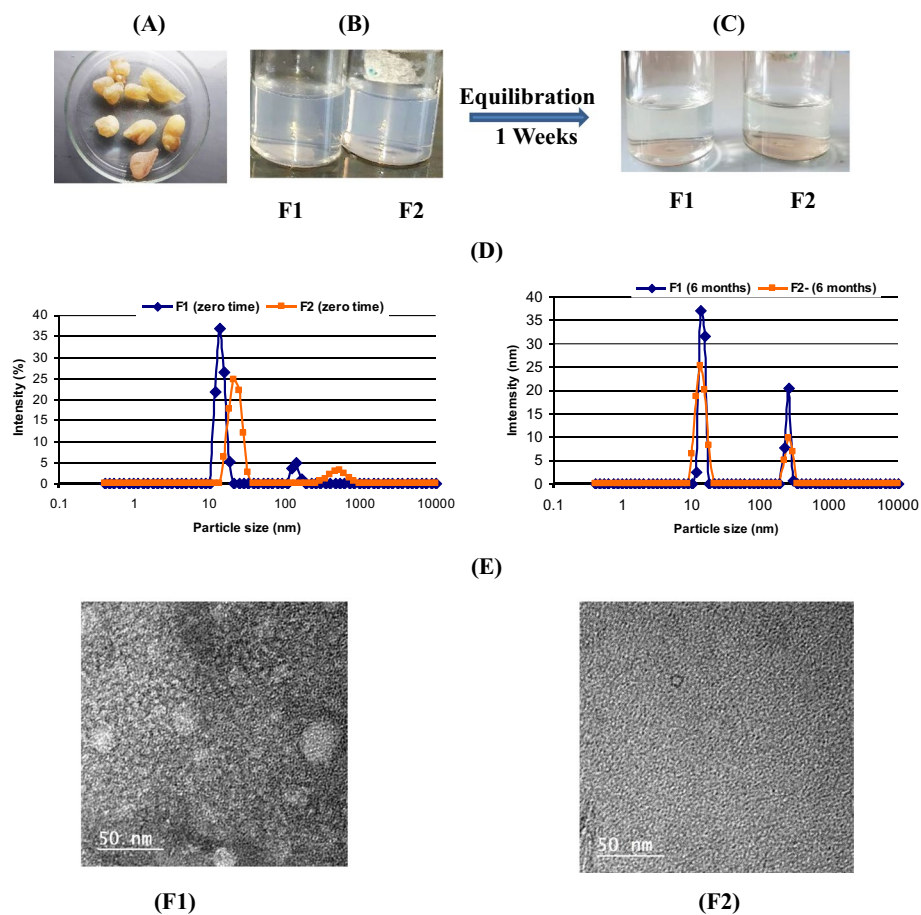 (A) (B) (C)
Equilibration
1 Weeks
F1 F2 F1 F2
(D)
F1 (zero time) F2 (zero time)
Intensity (%)
40
35
30
25
20
15
10
5
0
0.1 1 10 100 1000 10000
Particle size (nm)
F1 (6 months) F2- (6 months)
Imtemsity (nm)
40
35
30
25
20
15
10
5
0
0.1 1 10 100 1000 10000
Particle size (nm)
(E)
50 nm 50 nm
(F1) (F2)